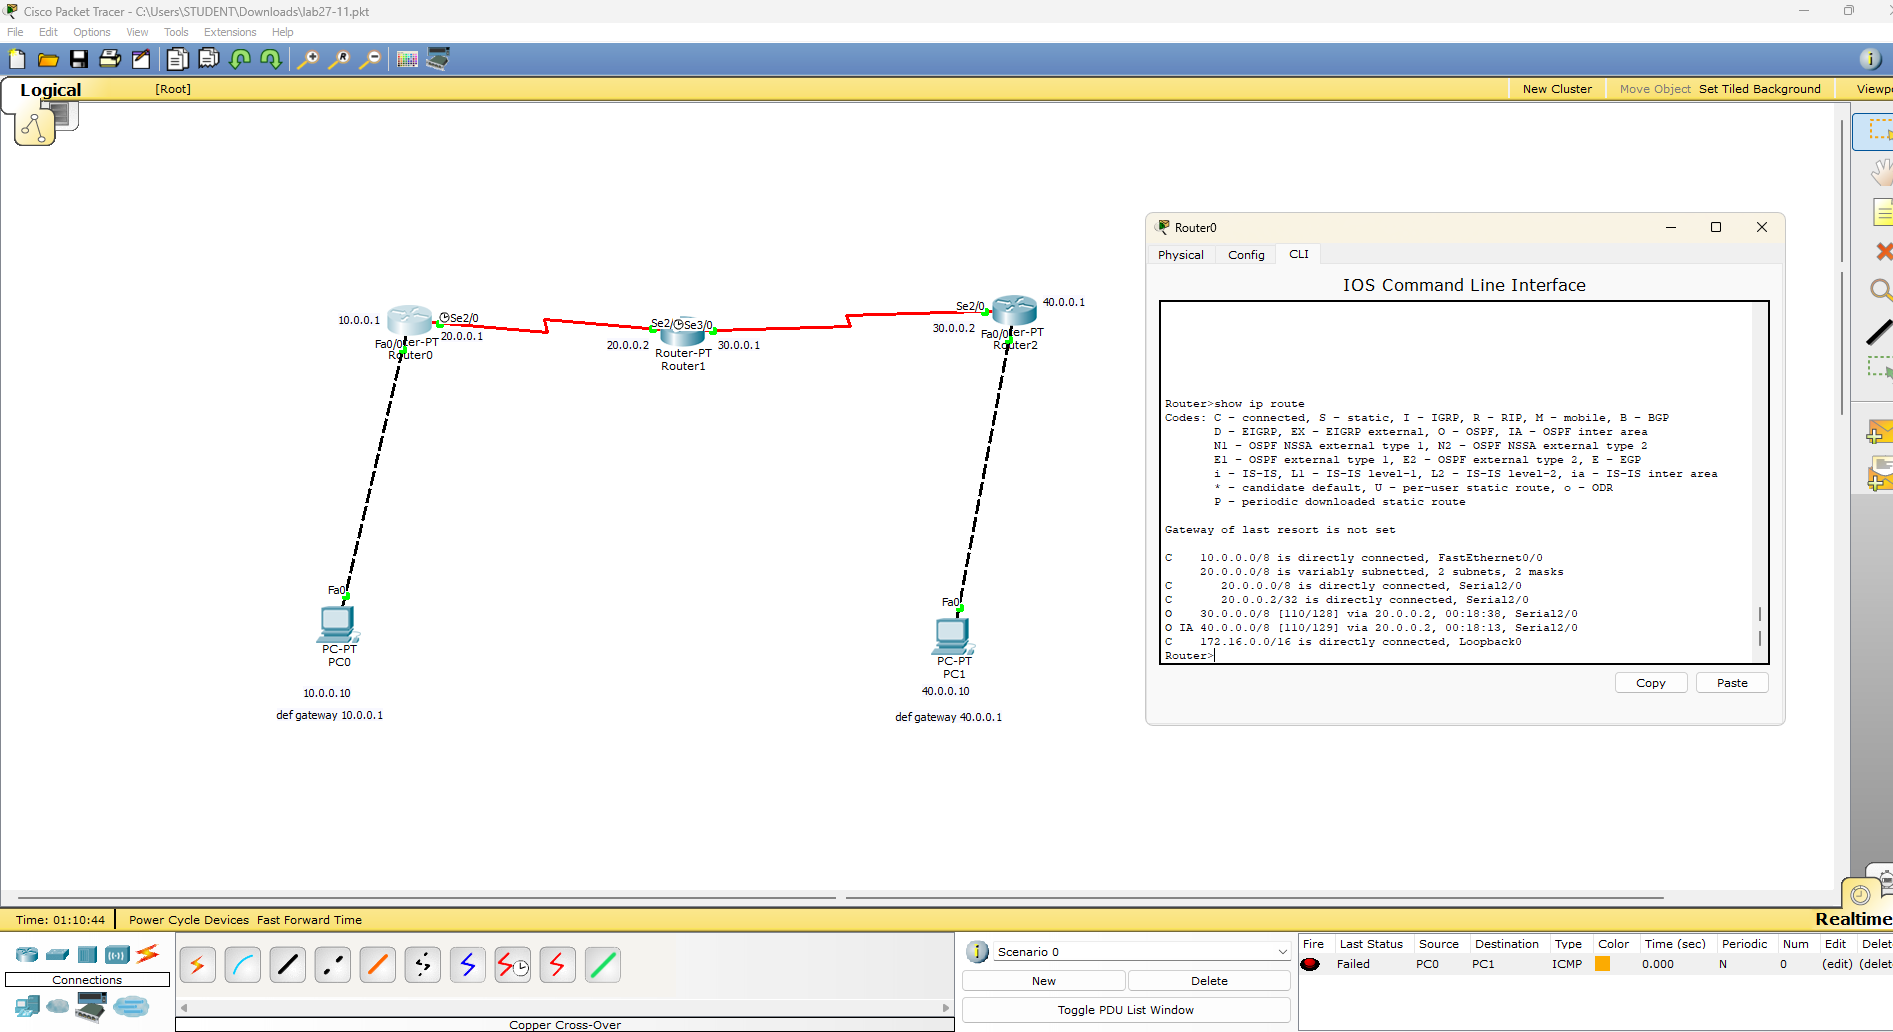 Cisco Packet Tracer - C:\Users\STUDENT\Downloads\lab27-11.pkt
File Edit Options View Tools Extensions Help
Logical
[Root]
New Cluster
Move Object
Set Tiled Background
10.0.0.1
Se2/0
20.0.0.1
Fa0/0
Router0
Se2/
Se3/0
20.0.0.2
30.0.0.1
Router-PT
Router1
Se2/0
40.0.0.1
30.0.0.2
Fa0/0
Router2
Fa0
PC-PT
PC0
10.0.0.10
def gateway 10.0.0.1
Fa0
PC-PT
PC1
40.0.0.10
def gateway 40.0.0.1
Router0
Physical Config CLI
IOS Command Line Interface
Router>show ip route
Codes: C - connected, S - static, I - IGRP, R - RIP, M - mobile, B - BGP
D - EIGRP, EX - EIGRP external, O - OSPF, IA - OSPF inter area
N1 - OSPF NSSA external type 1, N2 - OSPF NSSA external type 2
E1 - OSPF external type 1, E2 - OSPF external type 2, E - EGP
i - IS-IS, L1 - IS-IS level-1, L2 - IS-IS level-2, ia - IS-IS inter area
* - candidate default, U - per-user static route, o - ODR
P - periodic downloaded static route
Gateway of last resort is not set
C 10.0.0.0/8 is directly connected, FastEthernet0/0
20.0.0.0/8 is variably subnetted, 2 subnets, 2 masks
C 20.0.0.0/8 is directly connected, Serial2/0
C 20.0.0.2/32 is directly connected, Serial2/0
O 30.0.0.0/8 [110/128] via 20.0.0.2, 00:18:38, Serial2/0
O IA 40.0.0.0/8 [110/129] via 20.0.0.2, 00:18:13, Serial2/0
C 172.16.0.0/16 is directly connected, Loopback0
Router>
Copy Paste
Time: 01:10:44 Power Cycle Devices Fast Forward Time
Realtime
Connections
Copper Cross-Over
Scenario 0
New Delete
Toggle PDU List Window
Fire Last Status Source Destination Type Color Time (sec) Periodic Num Edit Delet
Failed PC0 PC1 ICMP 0.000 N 0 (edit) (delet